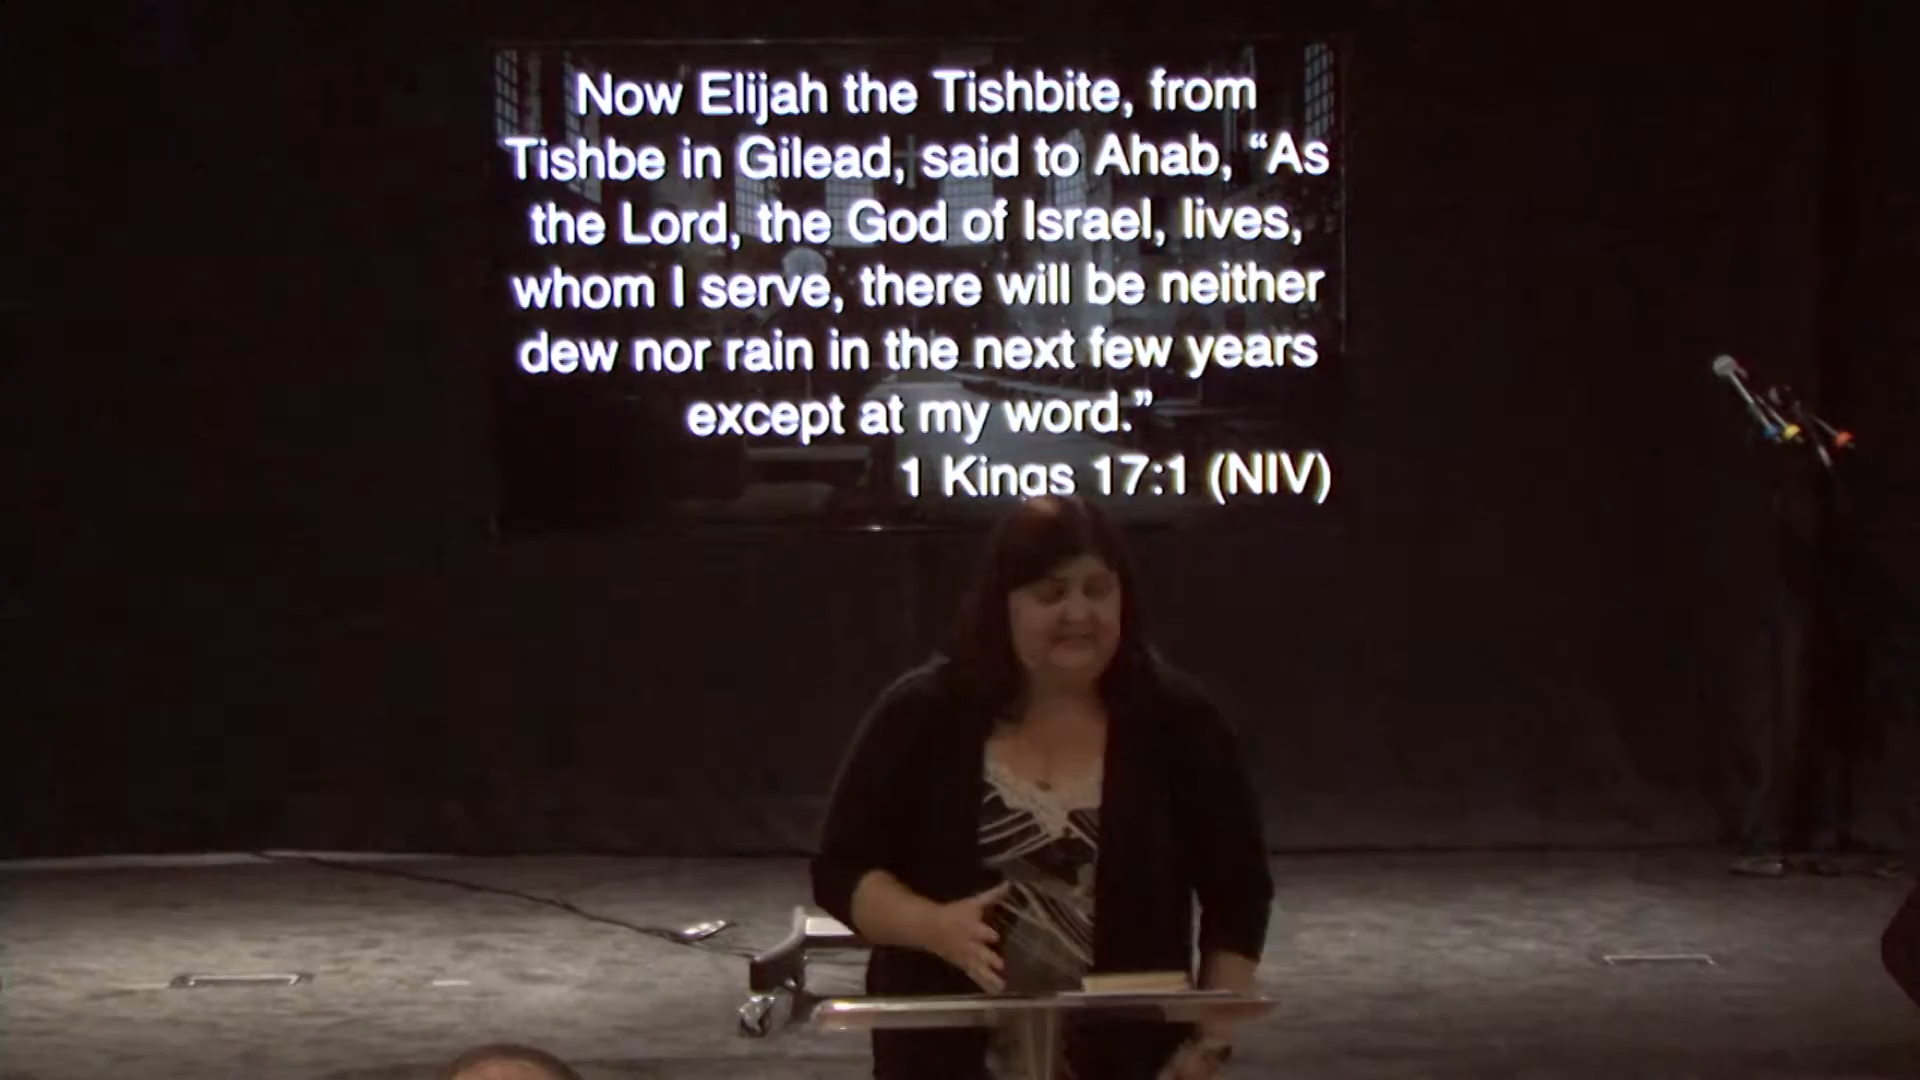 Now Elijah the Tishbite, from
Tishbe in Gilead, said to Ahab, “As
the Lord, the God of Israel, lives,
whom I serve, there will be neither
dew nor rain in the next few years
except at my word.”
1 Kings 17:1 (NIV)